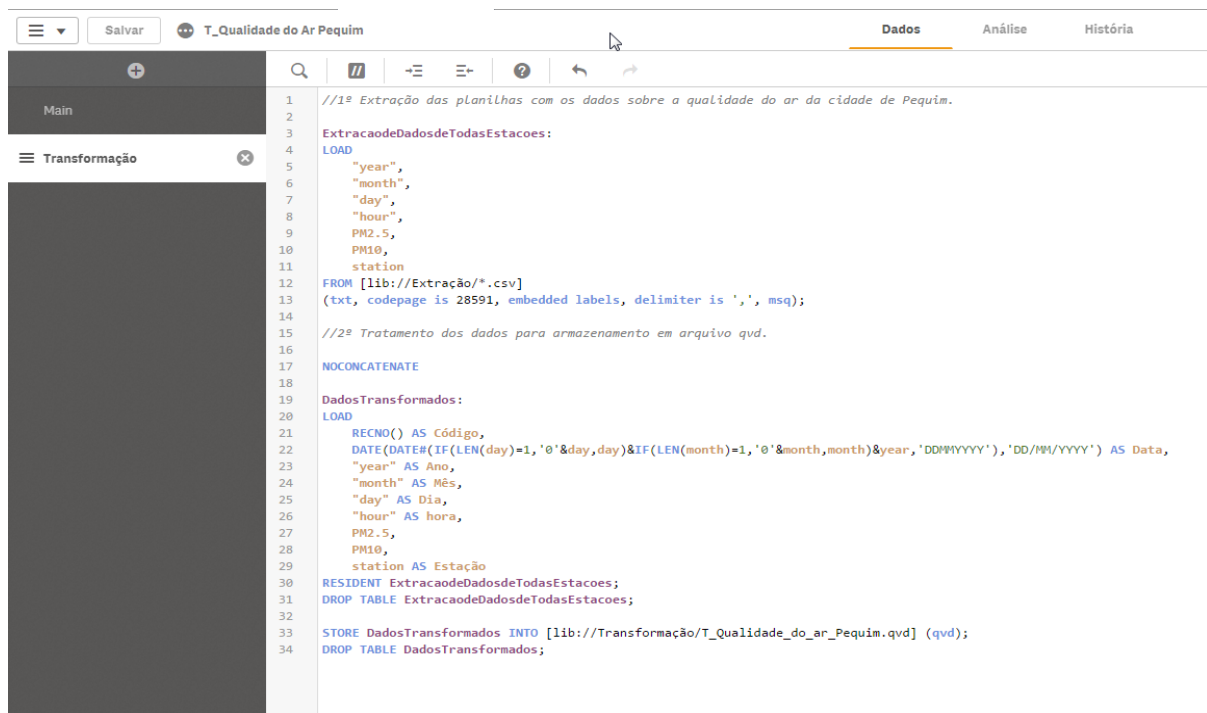 Salvar
T_Qualidade do Ar Pequim
Dados
Análise
História
Main
Transformação
1 //1º Extração das planilhas com os dados sobre a qualidade do ar da cidade de Pequim.
2
3 ExtracaodeDadosdeTodasEstacoes:
4 LOAD
5 "year",
6 "month",
7 "day",
8 "hour",
9 PM2.5,
10 PM10,
11 station
12 FROM [lib://Extração/*.csv]
13 (txt, codepage is 28591, embedded labels, delimiter is ',', msq);
14
15 //2º Tratamento dos dados para armazenamento em arquivo qvd.
16
17 NOCONCATENATE
18
19 DadosTransformados:
20 LOAD
21 RECNO() AS Código,
22 DATE(DATE#(IF(LEN(day)=1,'0'&day,day)&IF(LEN(month)=1,'0'&month,month)&year,'DDMMYYYY'),'DD/MM/YYYY') AS Data,
23 "year" AS Ano,
24 "month" AS Mês,
25 "day" AS Dia,
26 "hour" AS hora,
27 PM2.5,
28 PM10,
29 station AS Estação
30 RESIDENT ExtracaodeDadosdeTodasEstacoes;
31 DROP TABLE ExtracaodeDadosdeTodasEstacoes;
32
33 STORE DadosTransformados INTO [lib://Transformação/T_Qualidade_do_ar_Pequim.qvd] (qvd);
34 DROP TABLE DadosTransformados;